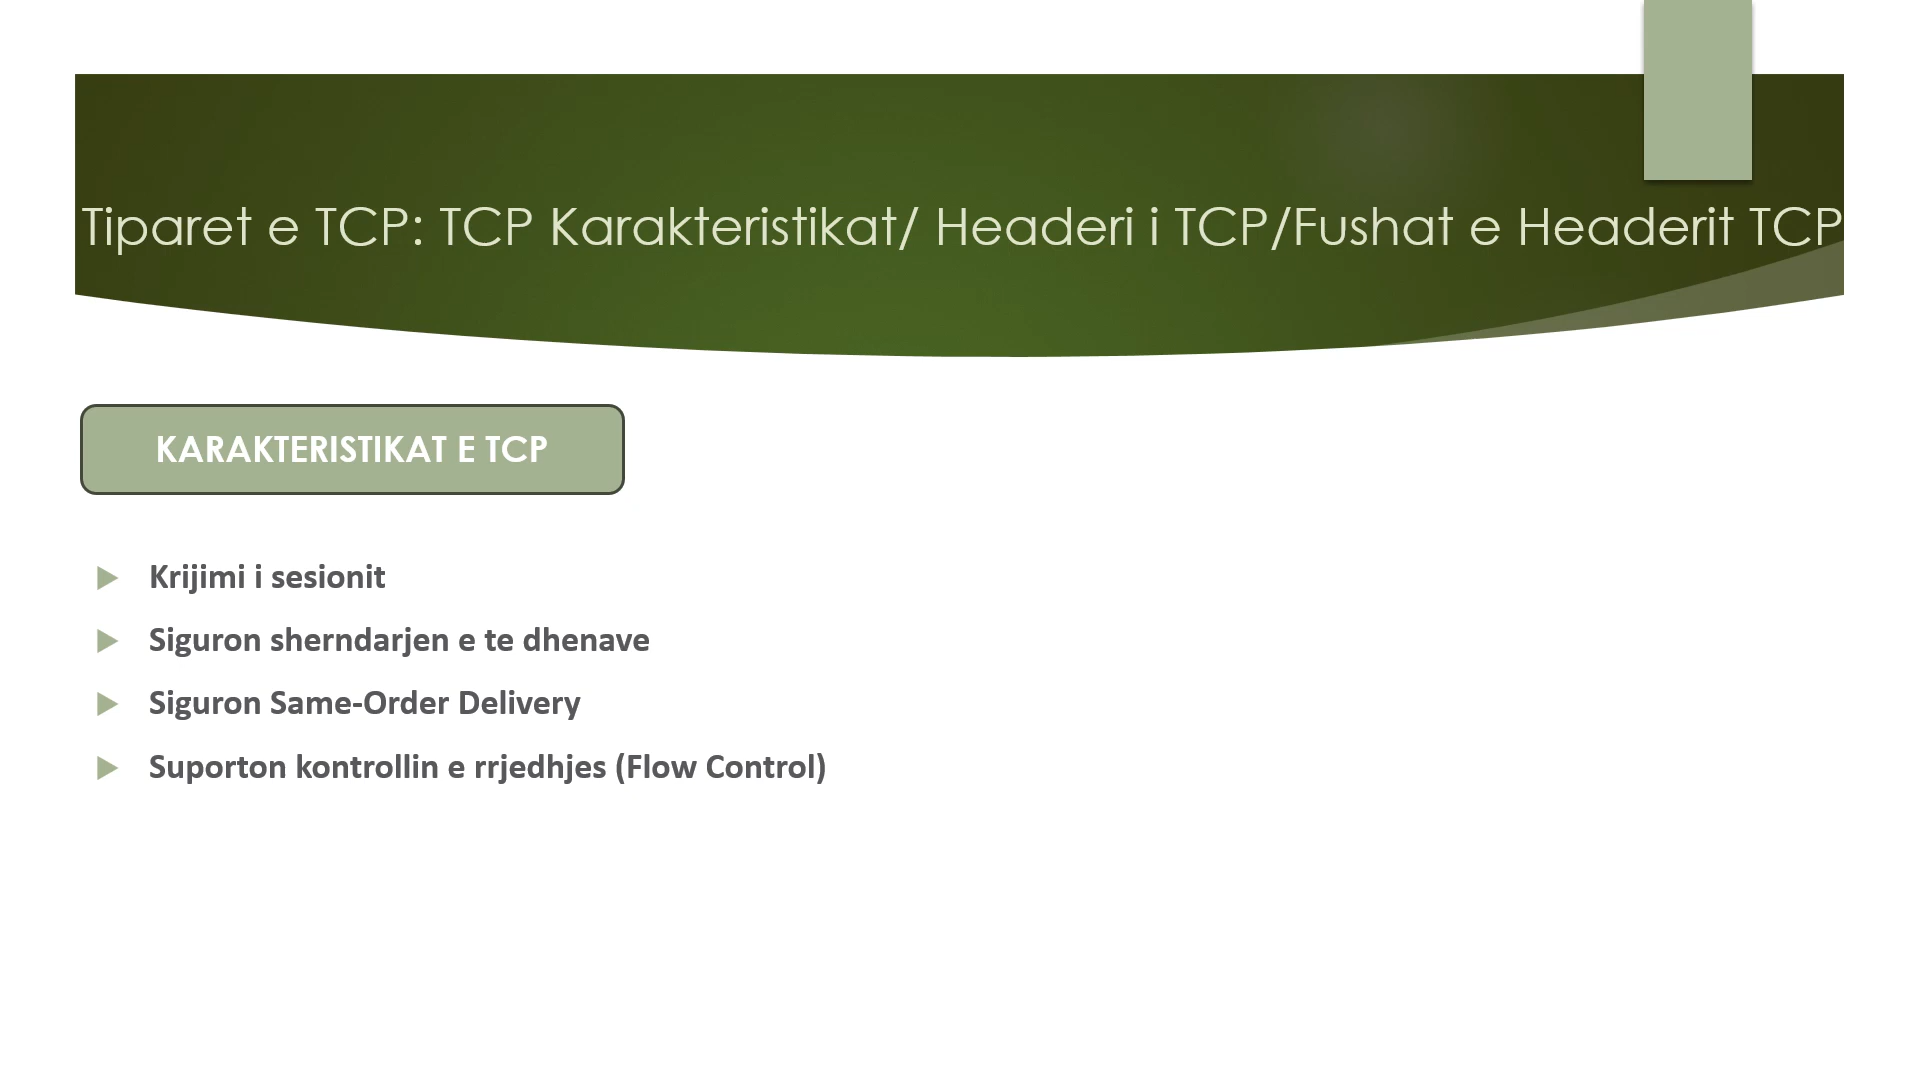 Tiparet e TCP: TCP Karakteristikat/ Headeri i TCP/Fushat e Headerit TCP
KARAKTERISTIKAT E TCP
Krijimi i sesionit
Siguron sherndarjen e te dhenave
Siguron Same-Order Delivery
Suporton kontrollin e rrjedhjes (Flow Control)